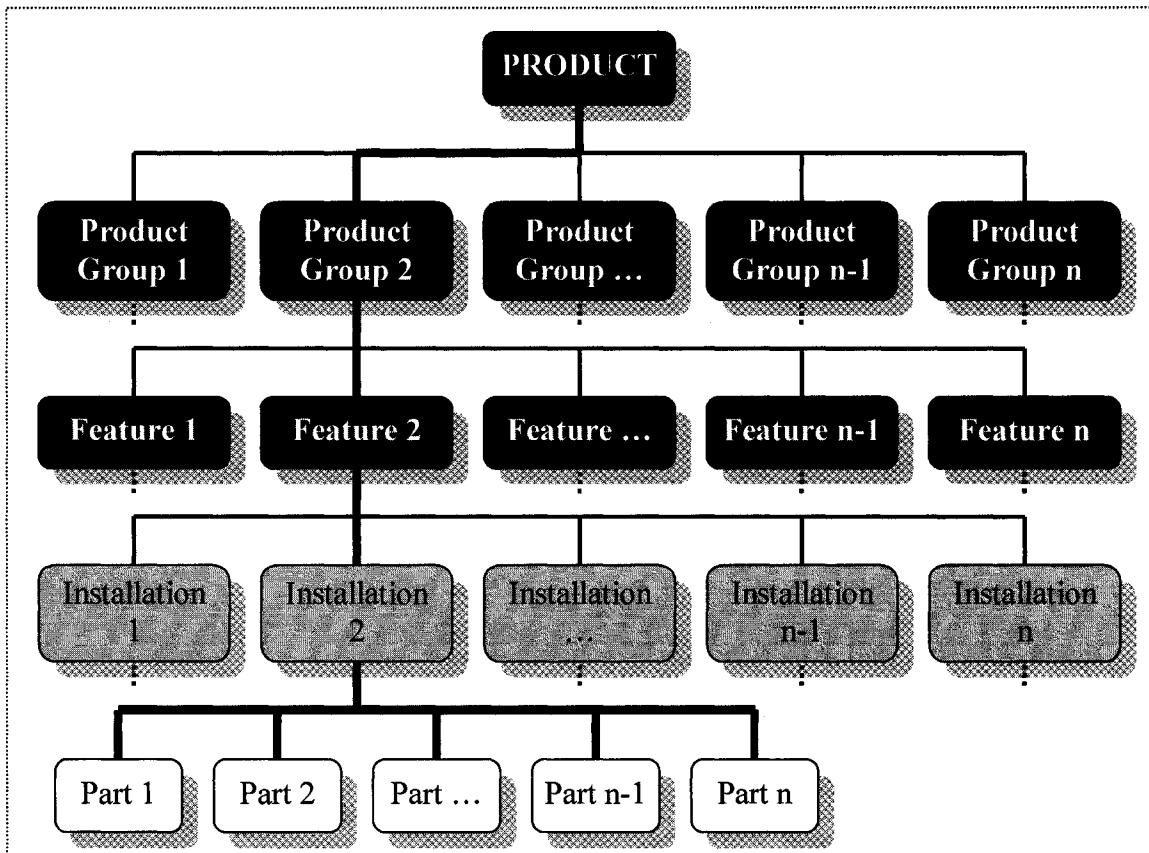 PRODUCT
Product
Group 1
Product
Group 2
Product
Group ...
Product
Group n-1
Product
Group n
Feature 1
Feature 2
Feature ...
Feature n-1
Feature n
Installation
1
Installation
2
Installation
...
Installation
n-1
Installation
n
Part 1
Part 2
Part ...
Part n-1
Part n